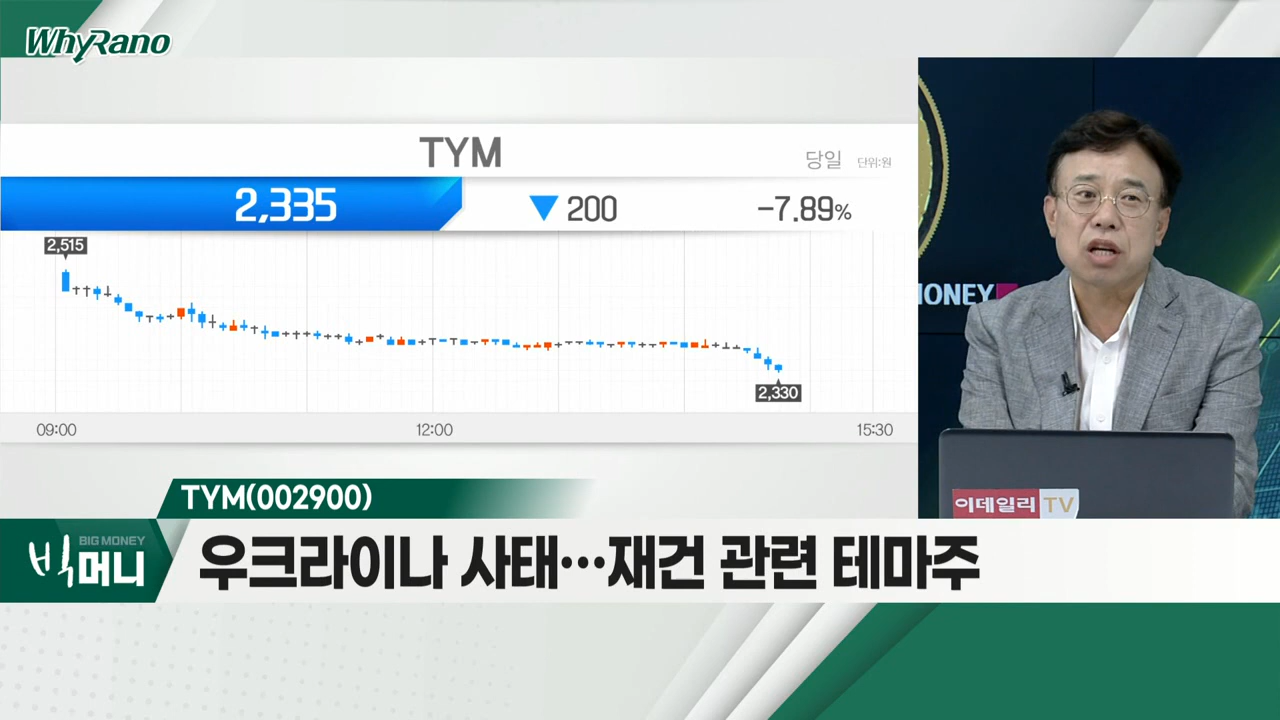 WhyRano
TYM
당일 단위:원
2,335 ▼200 -7.89%
2,515
2,330
09:00 12:00 15:30
MONEY
이데일리 TV
TYM(002900)
BIG MONEY
빅머니
우크라이나 사태…재건 관련 테마주